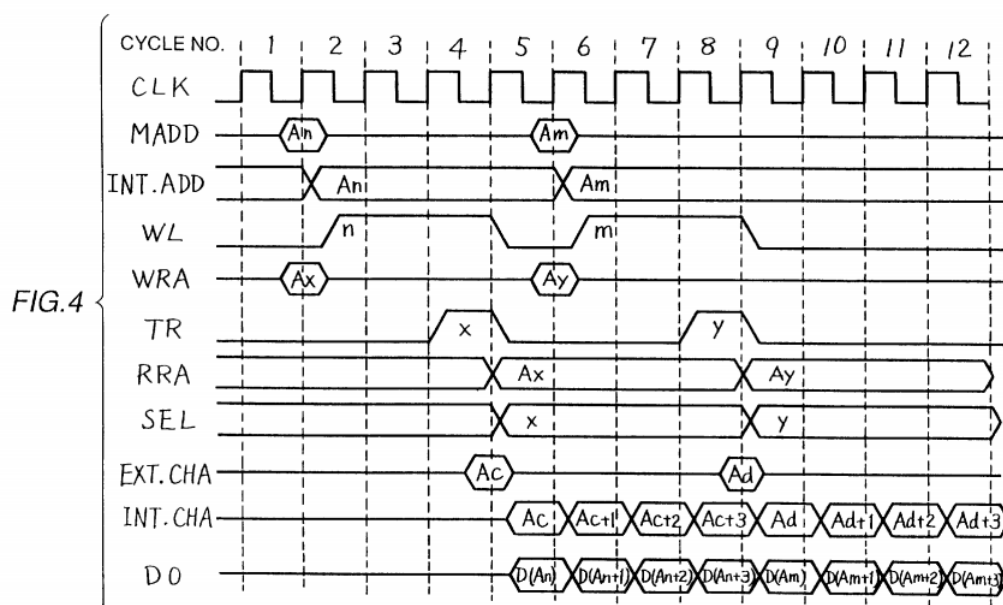 CYCLE NO. 1 2 3 4 5 6 7 8 9 10 11 12
CLK
MADD An Am
INT.ADD An Am
WL n m
WRA Ax Ay
FIG.4
TR x y
RRA Ax Ay
SEL x y
EXT.CHA Ac Ad
INT.CHA Ac Ac+1 Ac+2 Ac+3 Ad Ad+1 Ad+2 Ad+3
DO D(An) D(An+1) D(An+2) D(An+3) D(Am) D(Am+1) D(Am+2) D(Am+3)